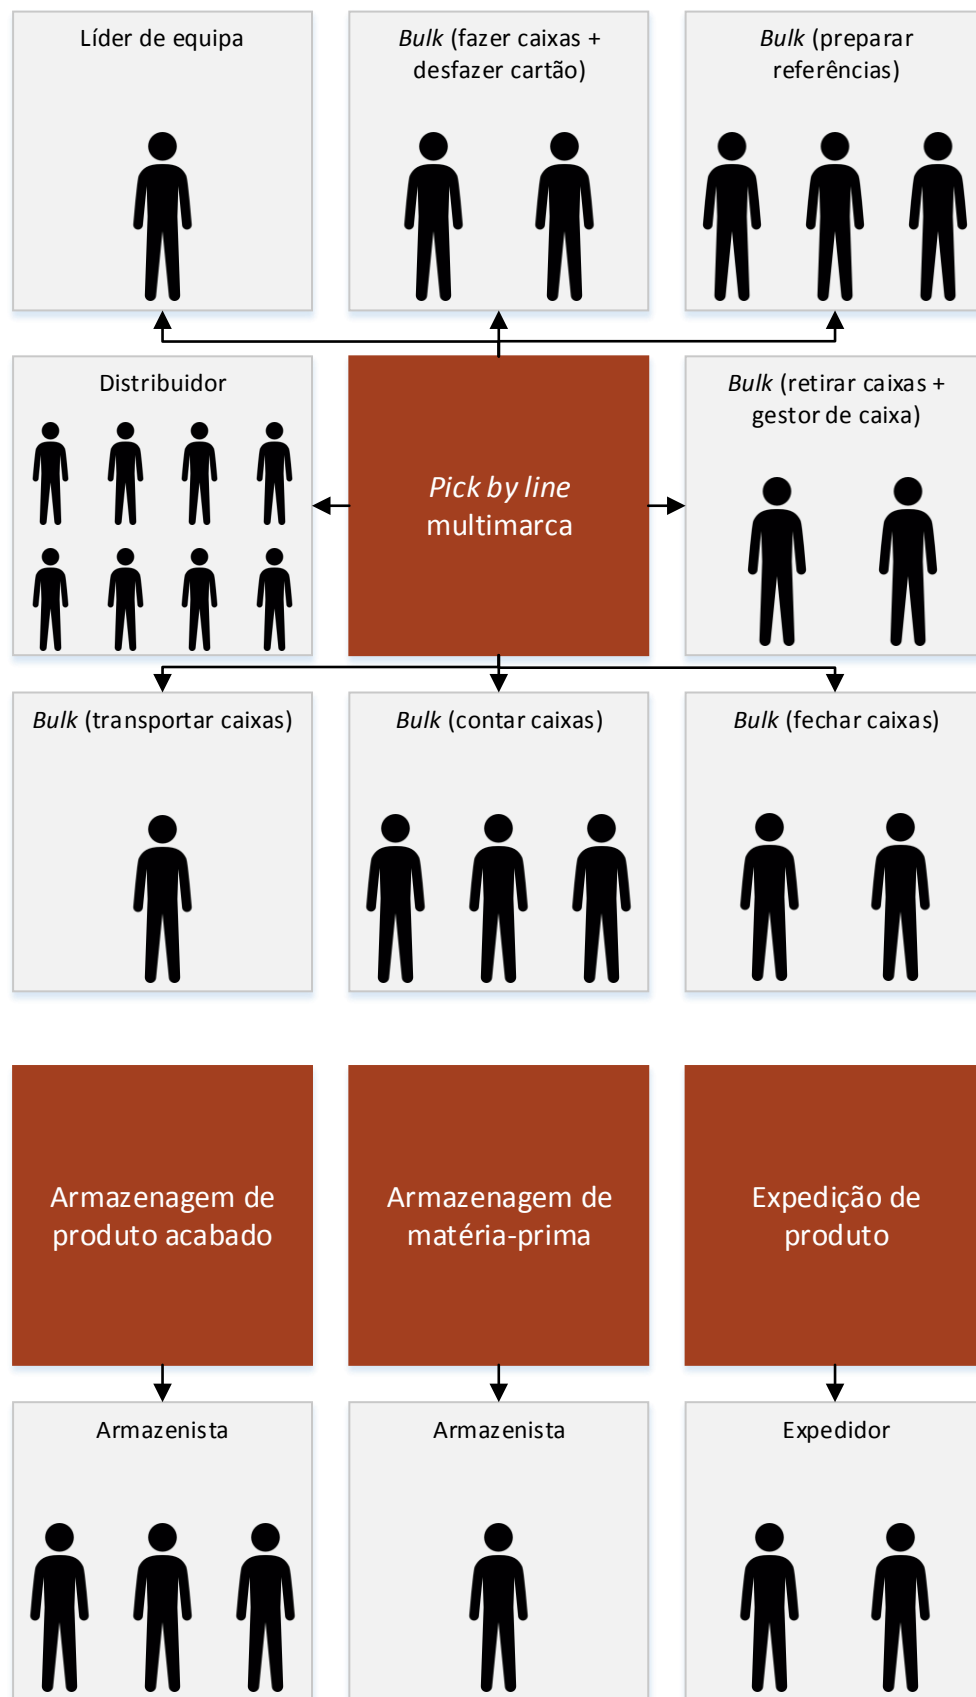 Líder de equipa
Bulk (fazer caixas +
desfazer cartão)
Bulk (preparar
referências)
Distribuidor
Pick by line
multimarca
Bulk (retirar caixas +
gestor de caixa)
Bulk (transportar caixas)
Bulk (contar caixas)
Bulk (fechar caixas)
Armazenagem de
produto acabado
Armazenagem de
matéria-prima
Expedição de
produto
Armazenista
Armazenista
Expedidor